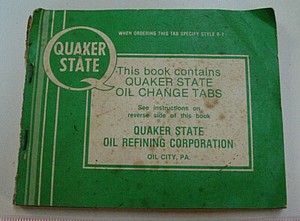 WHEN ORDERING THIS TAB SPECIFY STYLE
QUAKER
STATE
This book contains
QUAKER STATE
OIL CHANGE TABS
See instructions on
reverse side of this book
QUAKER STATE
OIL REFINING CORPORATION
OIL CITY, PA.